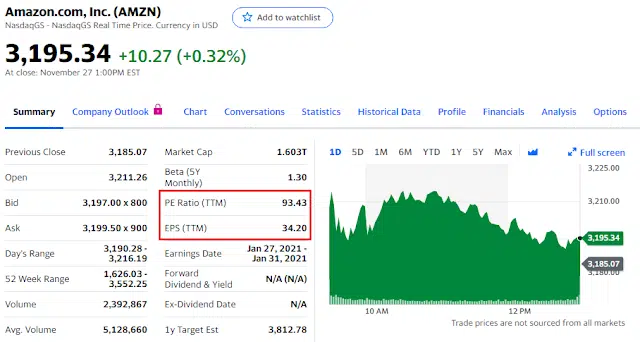 Amazon.com, Inc. (AMZN)
NasdaqGS - NasdaqGS Real Time Price. Currency in USD
Add to watchlist
3,195.34 +10.27 (+0.32%)
At close: November 27 1:00PM EST
Summary Company Outlook Chart Conversations Statistics Historical Data Profile Financials Analysis Options
Previous Close 3,185.07
Open 3,211.26
Bid 3,197.00 x 800
Ask 3,199.50 x 900
Day's Range 3,190.28 -
3,216.19
52 Week Range 1,626.03 -
3,552.25
Volume 2,392,867
Avg. Volume 5,128,660
Market Cap 1.603T
Beta (5Y
Monthly) 1.30
PE Ratio (TTM) 93.43
EPS (TTM) 34.20
Earnings Date Jan 27, 2021 -
Jan 31, 2021
Forward
Dividend & Yield N/A (N/A)
Ex-Dividend Date N/A
1y Target Est 3,812.78
1D 5D 1M 6M YTD 1Y 5Y Max Full screen
3,225.00
3,210.00
3,195.34
3,185.07
3,180.00
10 AM 12 PM
Trade prices are not sourced from all markets